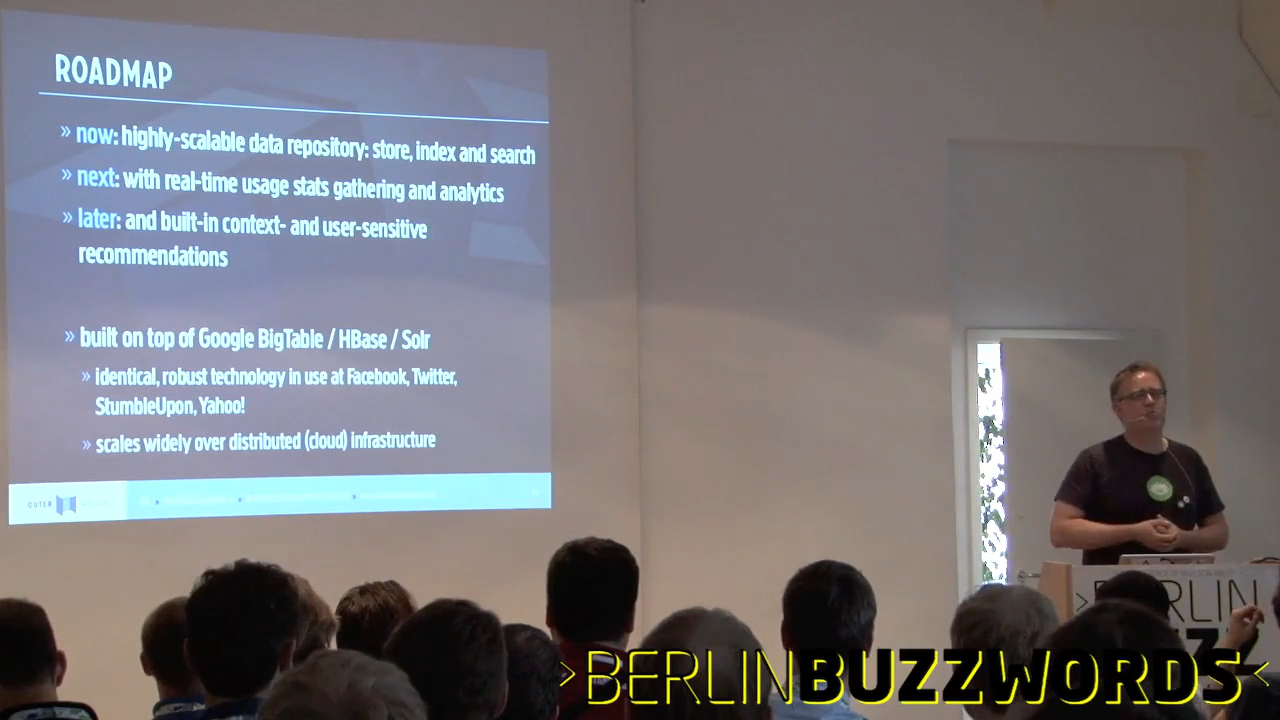 ROADMAP
» now: highly-scalable data repository: store, index and search
» next: with real-time usage stats gathering and analytics
» later: and built-in context- and user-sensitive
recommendations
» built on top of Google BigTable / HBase / Solr
» Identical, robust technology in use at Facebook, Twitter,
StumbleUpon, Yahoo!
» scales widely over distributed (cloud) infrastructure
OUTER
>BERLIN
>BERLINBUZZWORDS<